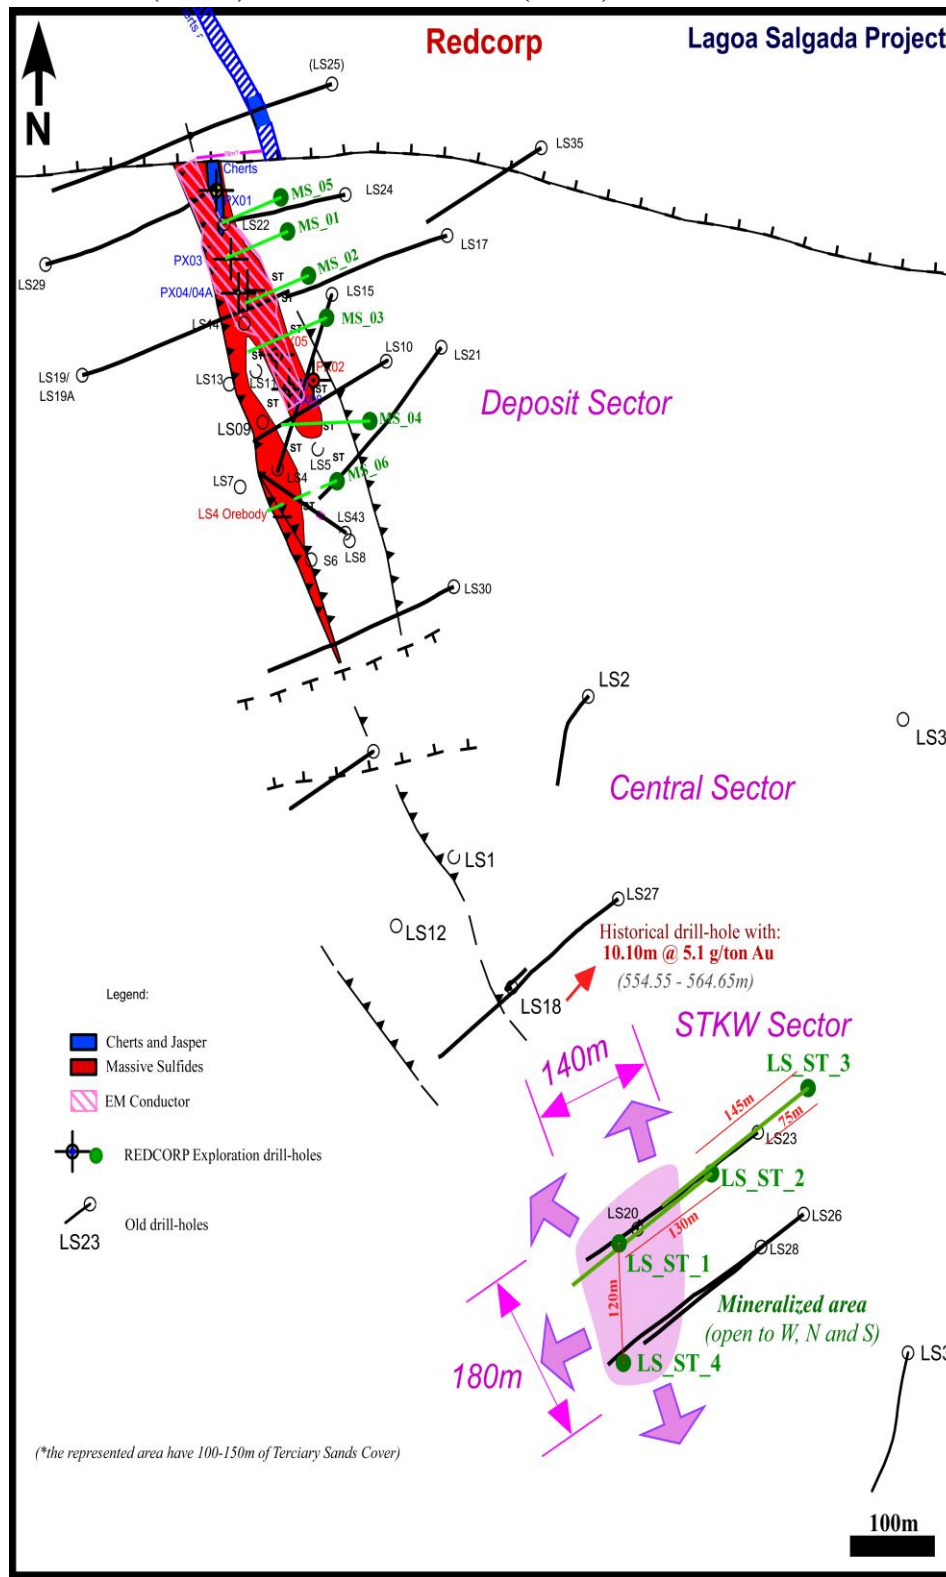 Redcorp
Lagoa Salgada Project
N
(LS25)
LS35
Cherts
MS_05
LS24
PX01
LS22
MS_01
LS17
PX03
MS_02
LS29
ST
PX04/04A
LS15
ST
MS_03
LS14
ST
LS10
LS21
ST
PX02
LS19/
LS19A
LS13
LS11
ST
Deposit Sector
ST
LS09
MS_04
ST
ST
LS5
ST
LS4
MS_06
LS7
ST
LS4 Orebody
LS43
LS8
S6
LS30
LS2
LS3
Central Sector
LS1
LS27
LS12
Historical drill-hole with:
10.10m @ 5.1 g/ton Au
(554.55 - 564.65m)
LS18
Legend:
STKW Sector
Cherts and Jasper
Massive Sulfides
EM Conductor
REDCORP Exploration drill-holes
Old drill-holes
LS23
140m
LS_ST_3
145m
75m
LS23
LS_ST_2
LS20
130m
LS26
LS28
LS_ST_1
120m
Mineralized area
(open to W, N and S)
LS_ST_4
180m
LS3
(*the represented area have 100-150m of Terciary Sands Cover)
100m